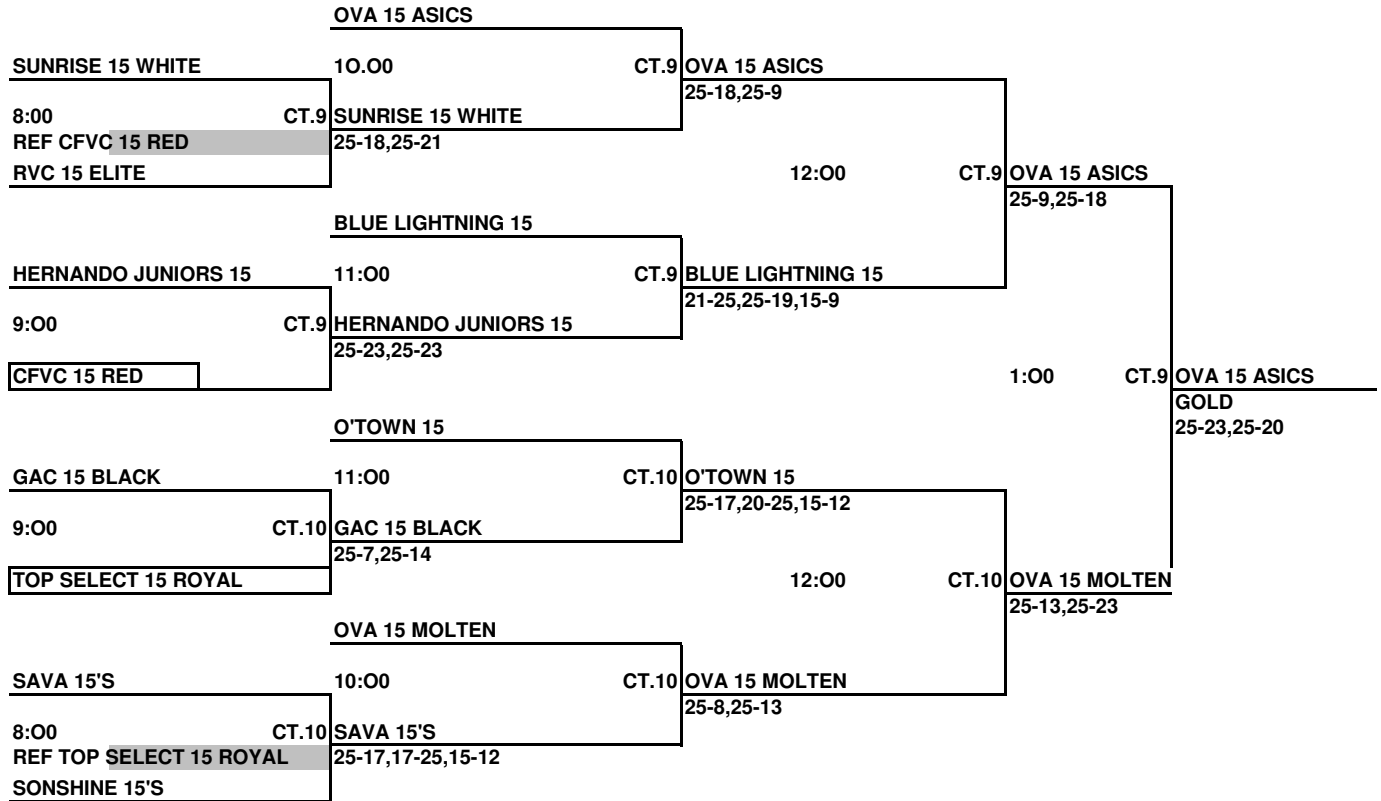 OVA 15 ASICS
SUNRISE 15 WHITE 1O.O0 CT.9 OVA 15 ASICS
25-18,25-9
8:00 CT.9 SUNRISE 15 WHITE
REF CFVC 15 RED 25-18,25-21
RVC 15 ELITE 12:O0 CT.9 OVA 15 ASICS
25-9,25-18
BLUE LIGHTNING 15
HERNANDO JUNIORS 15 11:O0 CT.9 BLUE LIGHTNING 15
21-25,25-19,15-9
9:O0 CT.9 HERNANDO JUNIORS 15
25-23,25-23
CFVC 15 RED 1:O0 CT.9 OVA 15 ASICS
GOLD
O'TOWN 15 25-23,25-20
GAC 15 BLACK 11:O0 CT.10 O'TOWN 15
25-17,20-25,15-12
9:O0 CT.10 GAC 15 BLACK
25-7,25-14
TOP SELECT 15 ROYAL 12:O0 CT.10 OVA 15 MOLTEN
25-13,25-23
OVA 15 MOLTEN
SAVA 15'S 10:O0 CT.10 OVA 15 MOLTEN
25-8,25-13
8:O0 CT.10 SAVA 15'S
REF TOP SELECT 15 ROYAL 25-17,17-25,15-12
SONSHINE 15'S